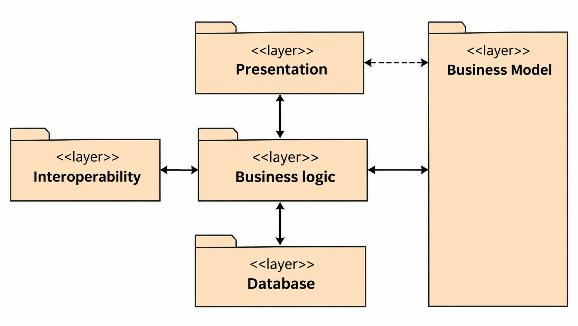 <<layer>>
Presentation
<<layer>>
Business Model
<<layer>>
Interoperability
<<layer>>
Business logic
<<layer>>
Database